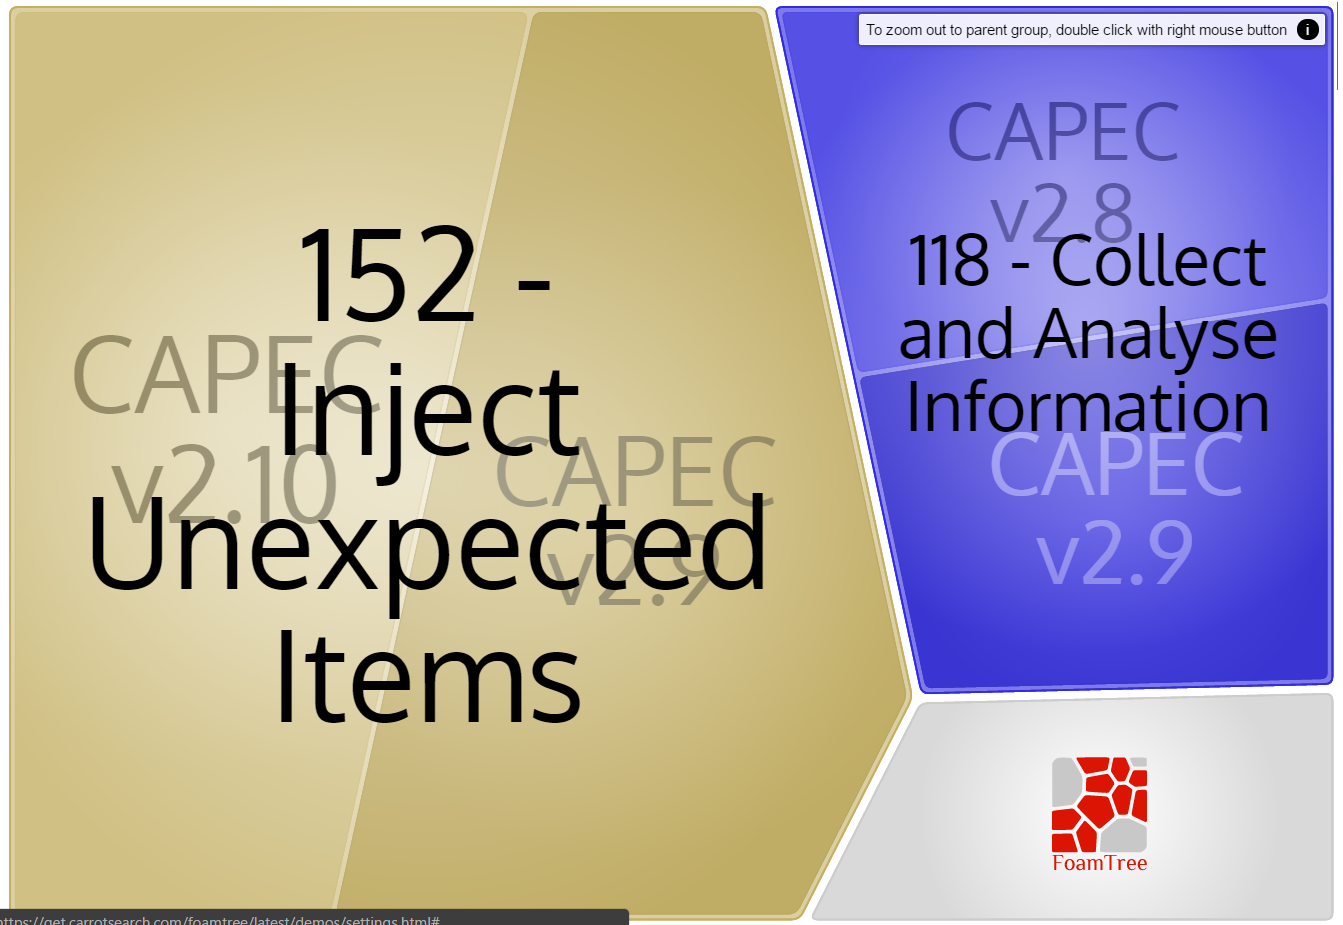 To zoom out to parent group, double click with right mouse button i
CAPEC
v2.8
118 - Collect
and Analyse
Information
CAPEC
v2.9
152 -
Inject
Unexpected
Items
CAPEC
v2.10
CAPEC
v2.9
FoamTree
https://get.carrotsearch.com/foamtree/latest/demos/settings.html#